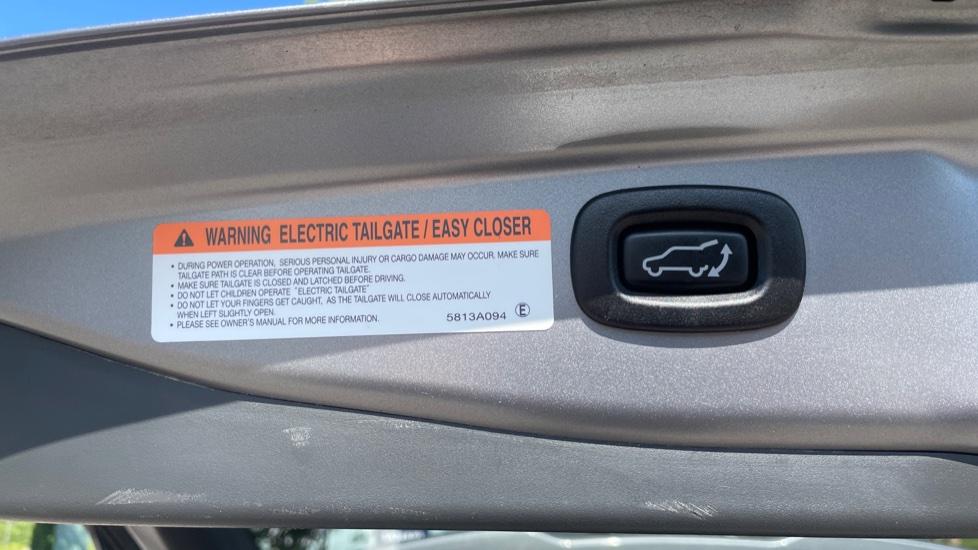 WARNING ELECTRIC TAILGATE / EASY CLOSER
• DURING POWER OPERATION, SERIOUS PERSONAL INJURY OR CARGO DAMAGE MAY OCCUR. MAKE SURE
TAILGATE PATH IS CLEAR BEFORE OPERATING TAILGATE.
• MAKE SURE TAILGATE IS CLOSED AND LATCHED BEFORE DRIVING.
• DO NOT LET CHILDREN OPERATE "ELECTRIC TAILGATE"
• DO NOT LET YOUR FINGERS GET CAUGHT, AS THE TAILGATE WILL CLOSE AUTOMATICALLY
WHEN LEFT SLIGHTLY OPEN.
• PLEASE SEE OWNER'S MANUAL FOR MORE INFORMATION.
5813A094 Ⓔ